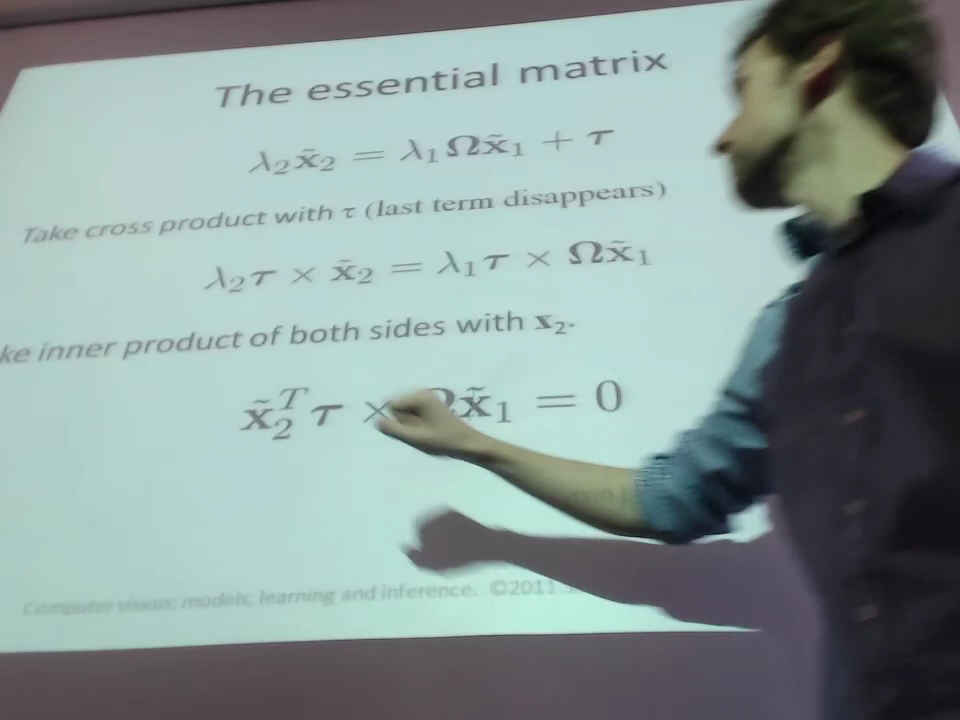 The essential matrix
λ₂x̃₂ = λ₁Ωx̃₁ + τ
Take cross product with τ (last term disappears)
λ₂τ × x̃₂ = λ₁τ × Ωx̃₁
ke inner product of both sides with x₂.
x̃₂ᵀτ × Ωx̃₁ = 0
Computer vision: models, learning and inference. ©2011